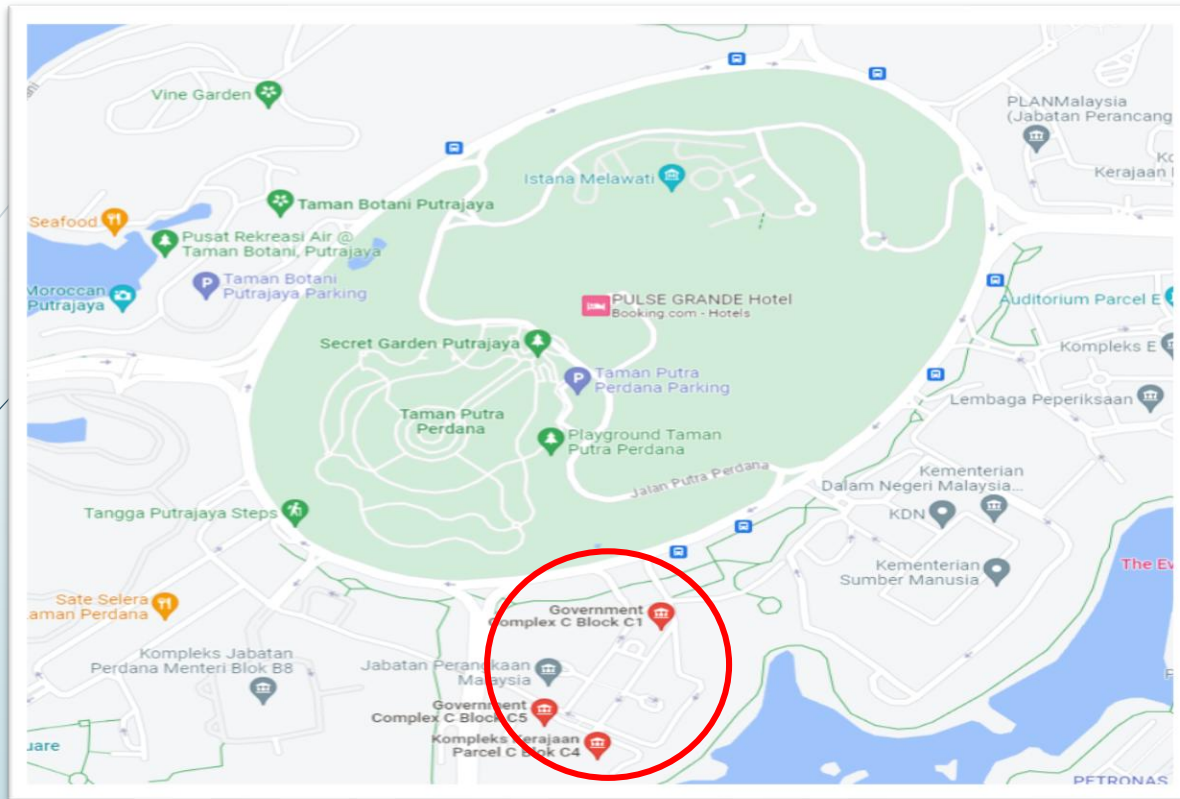 Vine Garden
PLANMalaysia
(Jabatan Perancang
Kerajaan
Istana Melawati
Taman Botani Putrajaya
Seafood
Pusat Rekreasi Air @
Taman Botani, Putrajaya
Taman Botani
Putrajaya Parking
Moroccan
Putrajaya
PULSE GRANDE Hotel
Booking.com - Hotels
Auditorium Parcel E
Secret Garden Putrajaya
Kompleks E
Taman Putra
Perdana Parking
Lembaga Peperiksaan
Taman Putra
Perdana
Playground Taman
Putra Perdana
Jalan Putra Perdana
Kementerian
Dalam Negeri Malaysia...
Tangga Putrajaya Steps
KDN
Kementerian
Sumber Manusia
The Ev
Sate Selera
aman Perdana
Government
Complex C Block C1
Kompleks Jabatan
Perdana Menteri Blok B8
Jabatan Perangkaan
Malaysia
Government
Complex C Block C5
Kompleks Kerajaan
Parcel C Blok C4
uare
PETRONAS